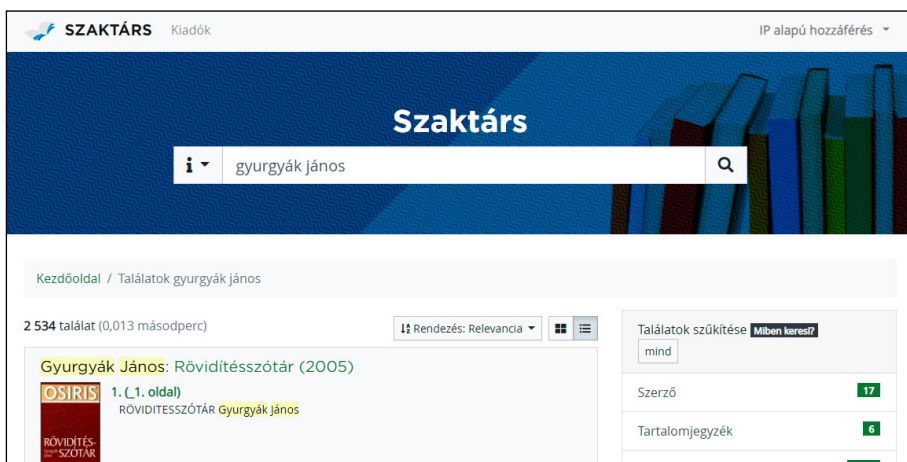 SZAKTÁRS Kiadók IP alapú hozzáférés
Szaktárs
gyurgyák jános
Kezdőoldal / Találatok gyurgyák jános
2 534 találat (0,013 másodperc)
Rendezés: Relevancia
Gyurgyák János: Rövidítésszótár (2005)
OSIRIS
RÖVIDÍTÉS-
SZÓTÁR
1. (_1. oldal)
RÖVIDITESSZÓTÁR Gyurgyák János
Találatok szűkítése Miben keresi?
mind
Szerző 17
Tartalomjegyzék 6